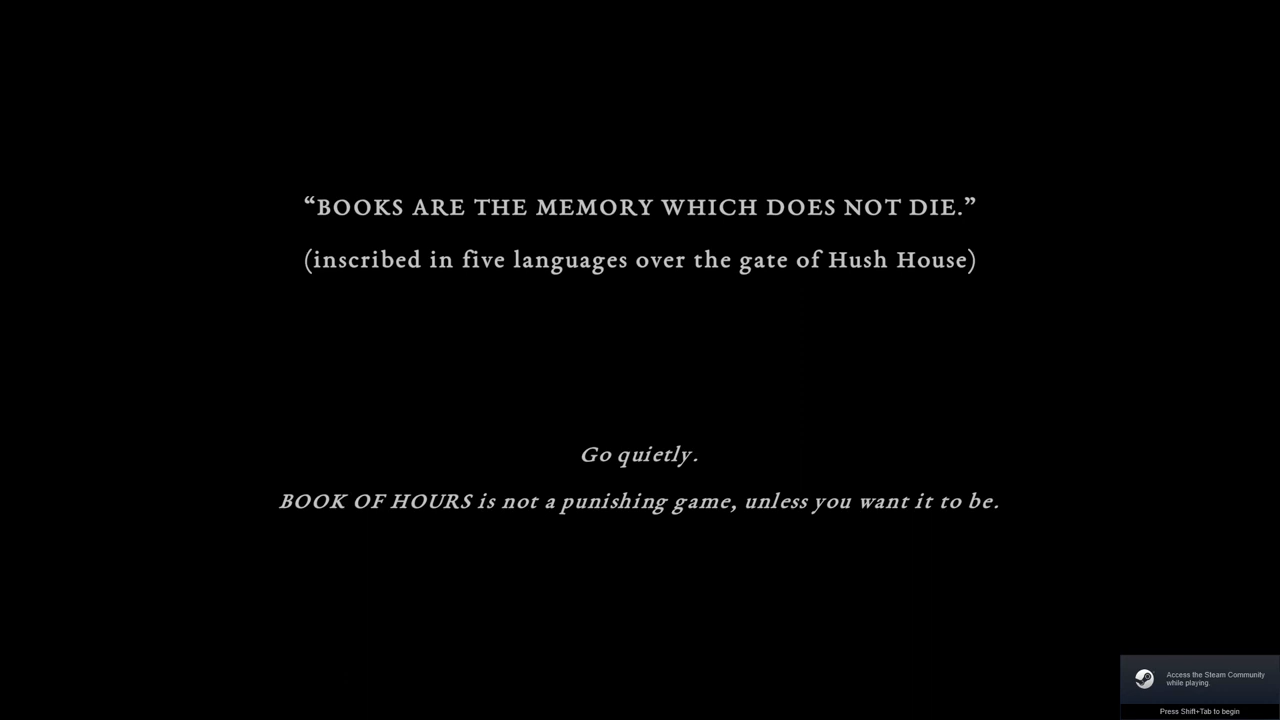 “BOOKS ARE THE MEMORY WHICH DOES NOT DIE.”
(inscribed in five languages over the gate of Hush House)
Go quietly.
BOOK OF HOURS is not a punishing game, unless you want it to be.
Access the Steam Community
while playing.
Press Shift+Tab to begin